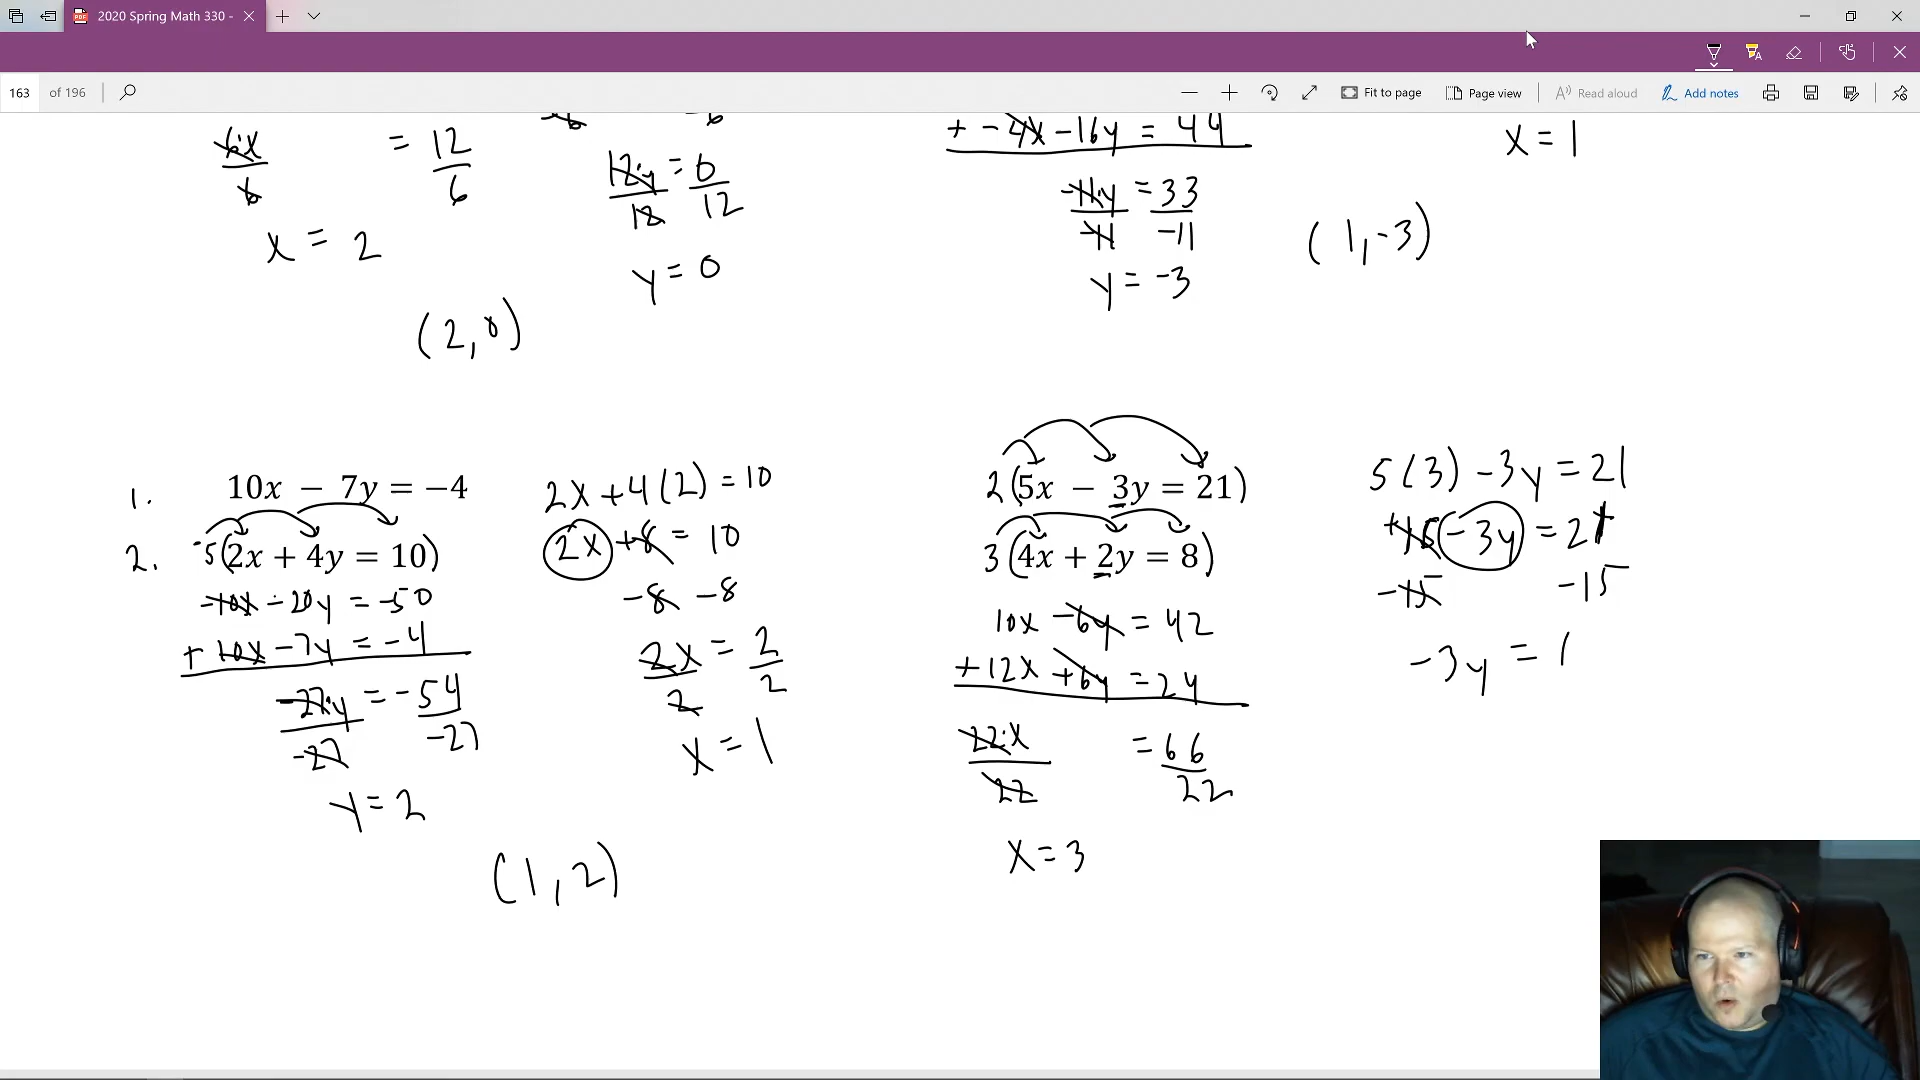 2020 Spring Math 330 -
163 of 196
Fit to page
Page view
Read aloud
Add notes
6x/6 = 12/6
x = 2
12·y/12 = 0/12
y = 0
(2, 0)
+ -4x - 16y = 44
-11y/-11 = 33/-11
y = -3
x = 1
(1, -3)
1. 10x − 7y = −4
2. -5(2x + 4y = 10)
-10x - 20y = -50
+ 10x - 7y = -4
-27·y/-27 = -54/-27
y = 2
2x + 4(2) = 10
2x + 8 = 10
-8 -8
2x/2 = 2/2
x = 1
(1, 2)
2(5x − 3y = 21)
3(4x + 2y = 8)
10x - 6y = 42
+ 12x + 6y = 24
22·x/22 = 66/22
x = 3
5(3) - 3y = 21
+15 - 3y = 21
-15 -15
-3y =